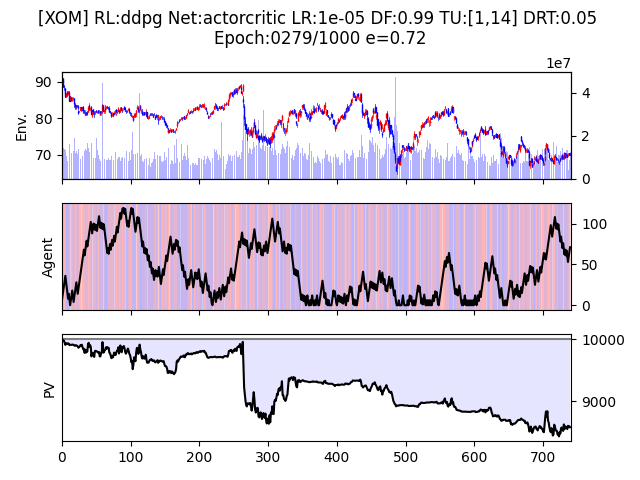 [XOM] RL:ddpg Net:actorcritic LR:1e-05 DF:0.99 TU:[1,14] DRT:0.05
Epoch:0279/1000 e=0.72
1e7
90
80
70
Env.
4
2
0
Agent
100
50
0
PV
10000
9000
0 100 200 300 400 500 600 700